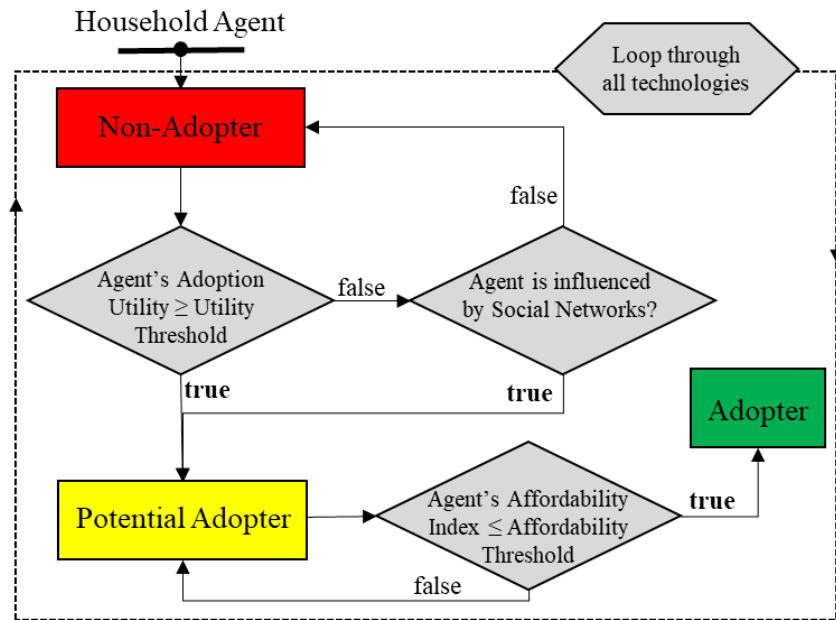 Household Agent
Loop through
all technologies
Non-Adopter
false
Agent's Adoption
Utility ≥ Utility
Threshold
false
Agent is influenced
by Social Networks?
true
true
Adopter
Potential Adopter
Agent's Affordability
Index ≤ Affordability
Threshold
true
false